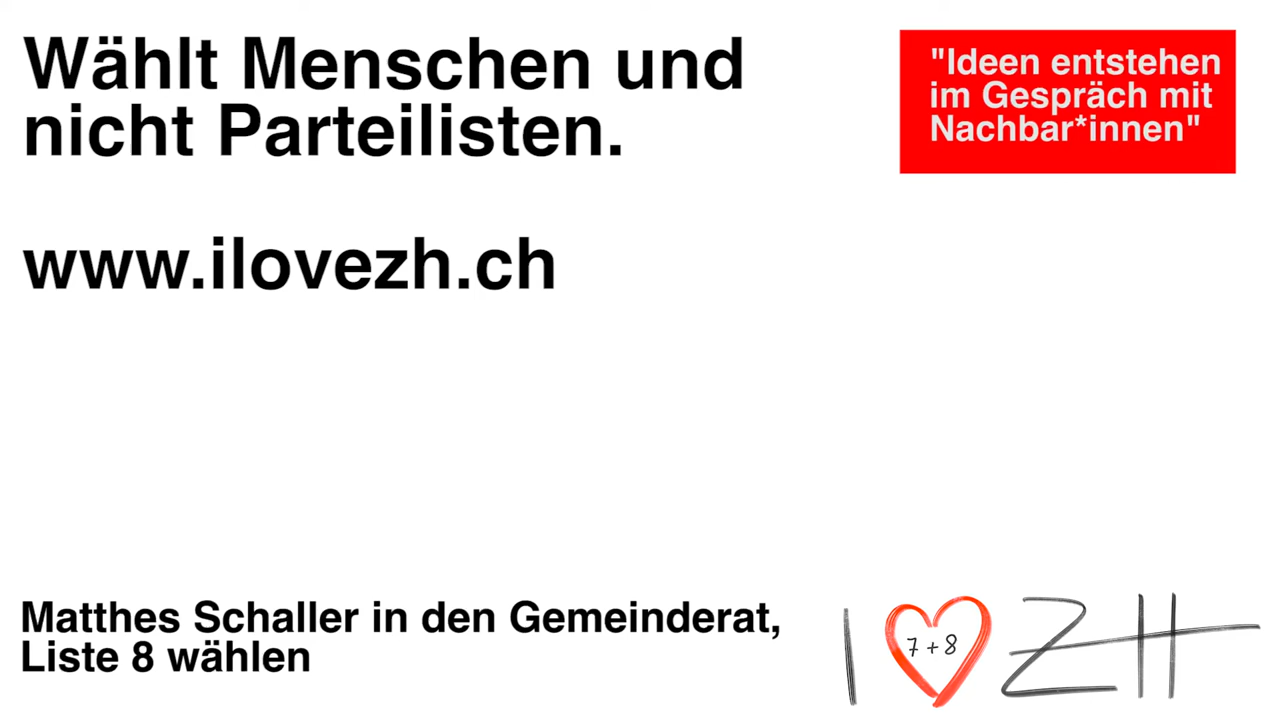 Wählt Menschen und
nicht Parteilisten.
www.ilovezh.ch
"Ideen entstehen
im Gespräch mit
Nachbar*innen"
Matthes Schaller in den Gemeinderat,
Liste 8 wählen
I ZH
7+8